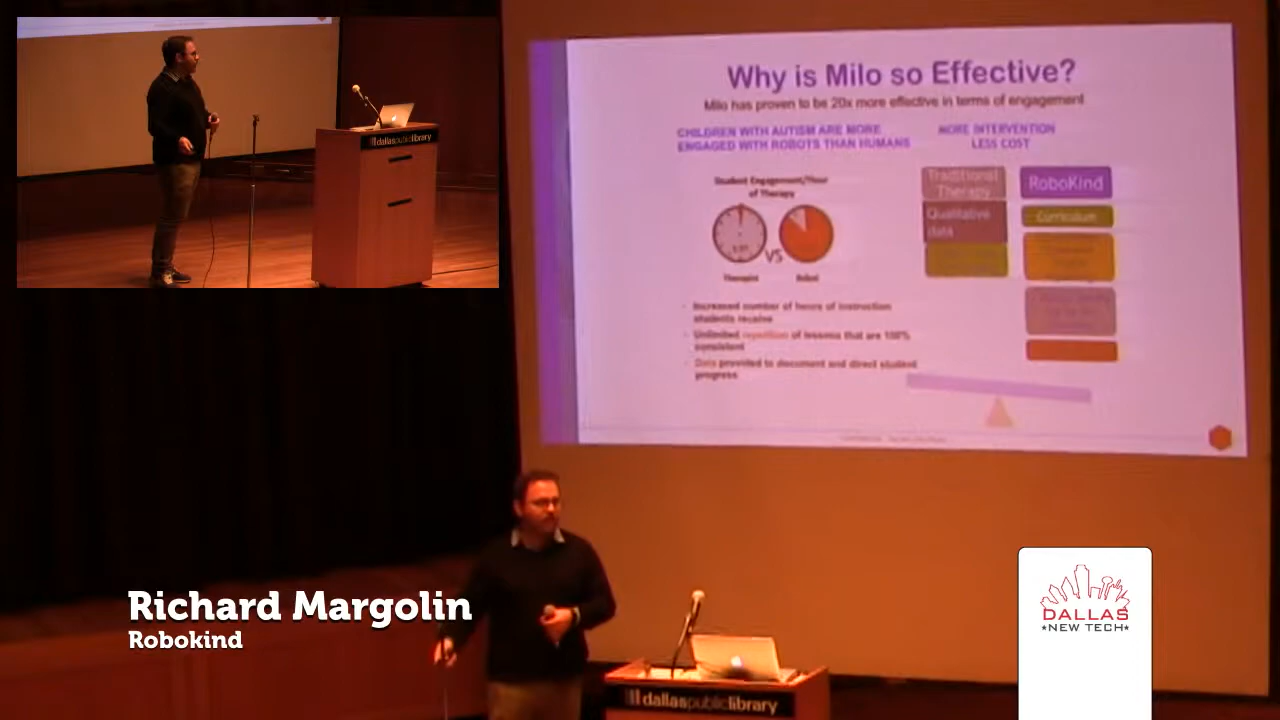 dallaspubliclibrary
Why is Milo so Effective?
Milo has proven to be 20x more effective in terms of engagement
CHILDREN WITH AUTISM ARE MORE
ENGAGED WITH ROBOTS THAN HUMANS
MORE INTERVENTION
LESS COST
Student Engagement/Hour
of Therapy
VS
Therapist
Robot
Traditional
Therapy
Qualitative
data
RoboKind
Curriculum
Increased number of hours of instruction
students receive
Unlimited repetition of lessons that are 100%
consistent
Data provided to document and direct student
progress
Richard Margolin
Robokind
dallaspubliclibrary
DALLAS
NEW TECH